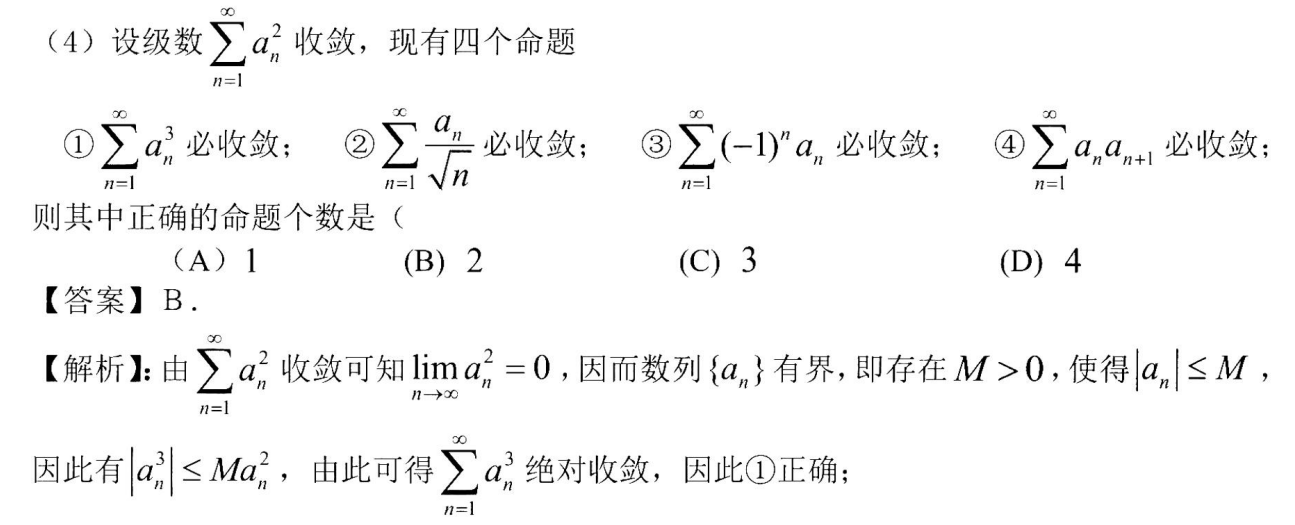 （4）设级数 $\sum_{n=1}^{\infty} a_n^2$ 收敛，现有四个命题
① $\sum_{n=1}^{\infty} a_n^3$ 必收敛； ② $\sum_{n=1}^{\infty} \frac{a_n}{\sqrt{n}}$ 必收敛； ③ $\sum_{n=1}^{\infty} (-1)^n a_n$ 必收敛； ④ $\sum_{n=1}^{\infty} a_n a_{n+1}$ 必收敛；
则其中正确的命题个数是（
（A）1 (B) 2 (C) 3 (D) 4
【答案】B．
【解析】：由 $\sum_{n=1}^{\infty} a_n^2$ 收敛可知 $\lim_{n\to\infty} a_n^2 = 0$，因而数列 $\{a_n\}$ 有界，即存在 $M > 0$，使得 $|a_n| \le M$，
因此有 $|a_n^3| \le M a_n^2$，由此可得 $\sum_{n=1}^{\infty} a_n^3$ 绝对收敛，因此①正确；